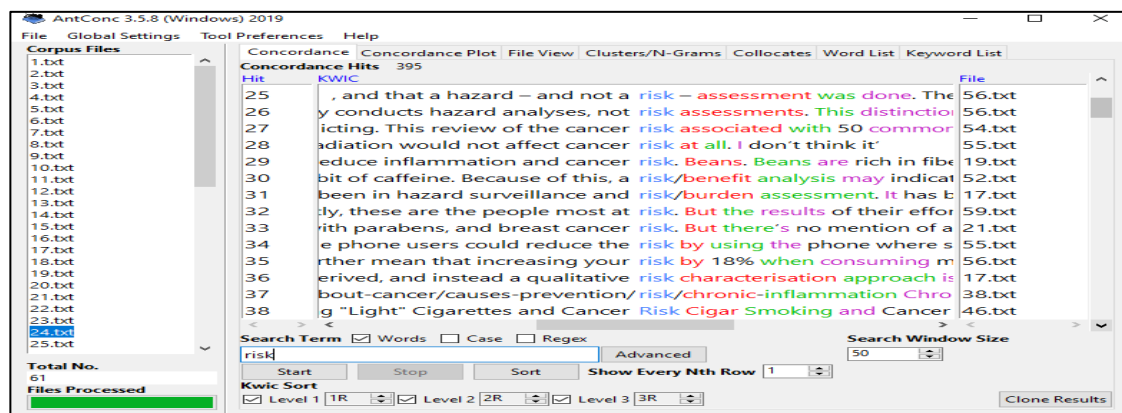 AntConc 3.5.8 (Windows) 2019
File Global Settings Tool Preferences Help
Corpus Files
1.txt
2.txt
3.txt
4.txt
5.txt
6.txt
7.txt
8.txt
9.txt
10.txt
11.txt
12.txt
13.txt
14.txt
15.txt
16.txt
17.txt
18.txt
19.txt
20.txt
21.txt
22.txt
23.txt
24.txt
25.txt
Total No.
61
Files Processed
Concordance Concordance Plot File View Clusters/N-Grams Collocates Word List Keyword List
Concordance Hits 395
Hit KWIC File
25 , and that a hazard – and not a risk – assessment was done. The 56.txt
26 y conducts hazard analyses, not risk assessments. This distinctio 56.txt
27 icting. This review of the cancer risk associated with 50 common 54.txt
28 adiation would not affect cancer risk at all. I don't think it' 55.txt
29 educe inflammation and cancer risk. Beans. Beans are rich in fibe 19.txt
30 bit of caffeine. Because of this, a risk/benefit analysis may indicat 52.txt
31 been in hazard surveillance and risk/burden assessment. It has b 17.txt
32 tly, these are the people most at risk. But the results of their effor 59.txt
33 vith parabens, and breast cancer risk. But there's no mention of a 21.txt
34 e phone users could reduce the risk by using the phone where s 55.txt
35 rther mean that increasing your risk by 18% when consuming m 56.txt
36 erived, and instead a qualitative risk characterisation approach is 17.txt
37 bout-cancer/causes-prevention/risk/chronic-inflammation Chro 38.txt
38 g "Light" Cigarettes and Cancer Risk Cigar Smoking and Cancer 46.txt
Search Term Words Case Regex Search Window Size
risk Advanced 50
Start Stop Sort Show Every Nth Row 1
Kwic Sort
Level 1 1R Level 2 2R Level 3 3R Clone Results